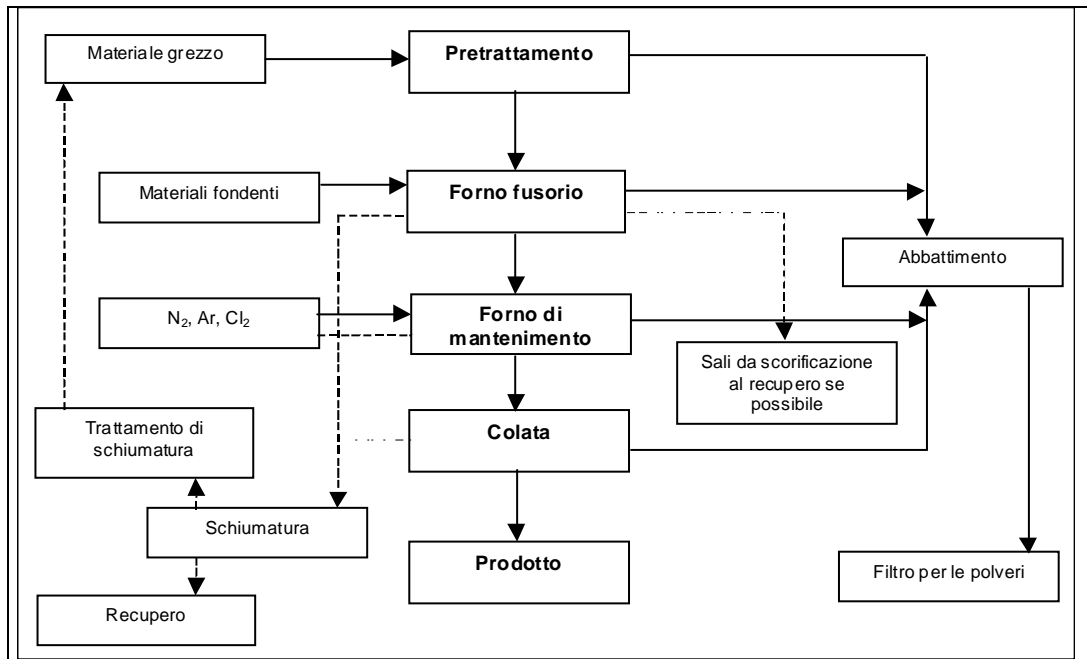 Materiale grezzo
Pretrattamento
Materiali fondenti
Forno fusorio
Abbattimento
N₂, Ar, Cl₂
Forno di
mantenimento
Sali da scorificazione
al recupero se
possibile
Trattamento di
schiumatura
Colata
Schiumatura
Prodotto
Filtro per le polveri
Recupero